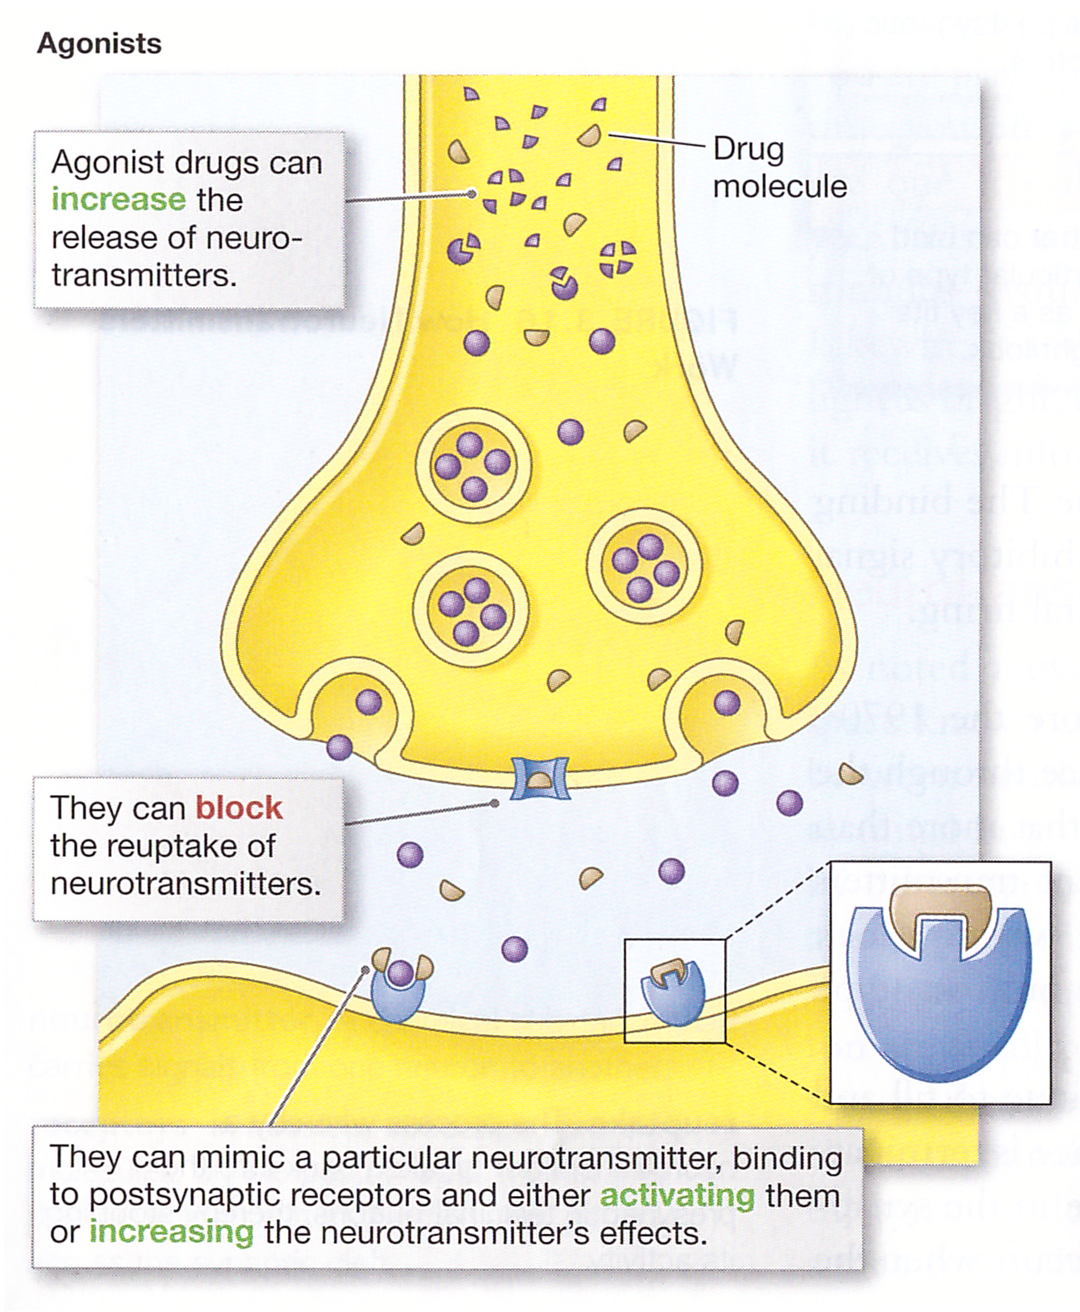 Agonists
Agonist drugs can
increase the
release of neuro-
transmitters.
Drug
molecule
They can block
the reuptake of
neurotransmitters.
They can mimic a particular neurotransmitter, binding
to postsynaptic receptors and either activating them
or increasing the neurotransmitter's effects.